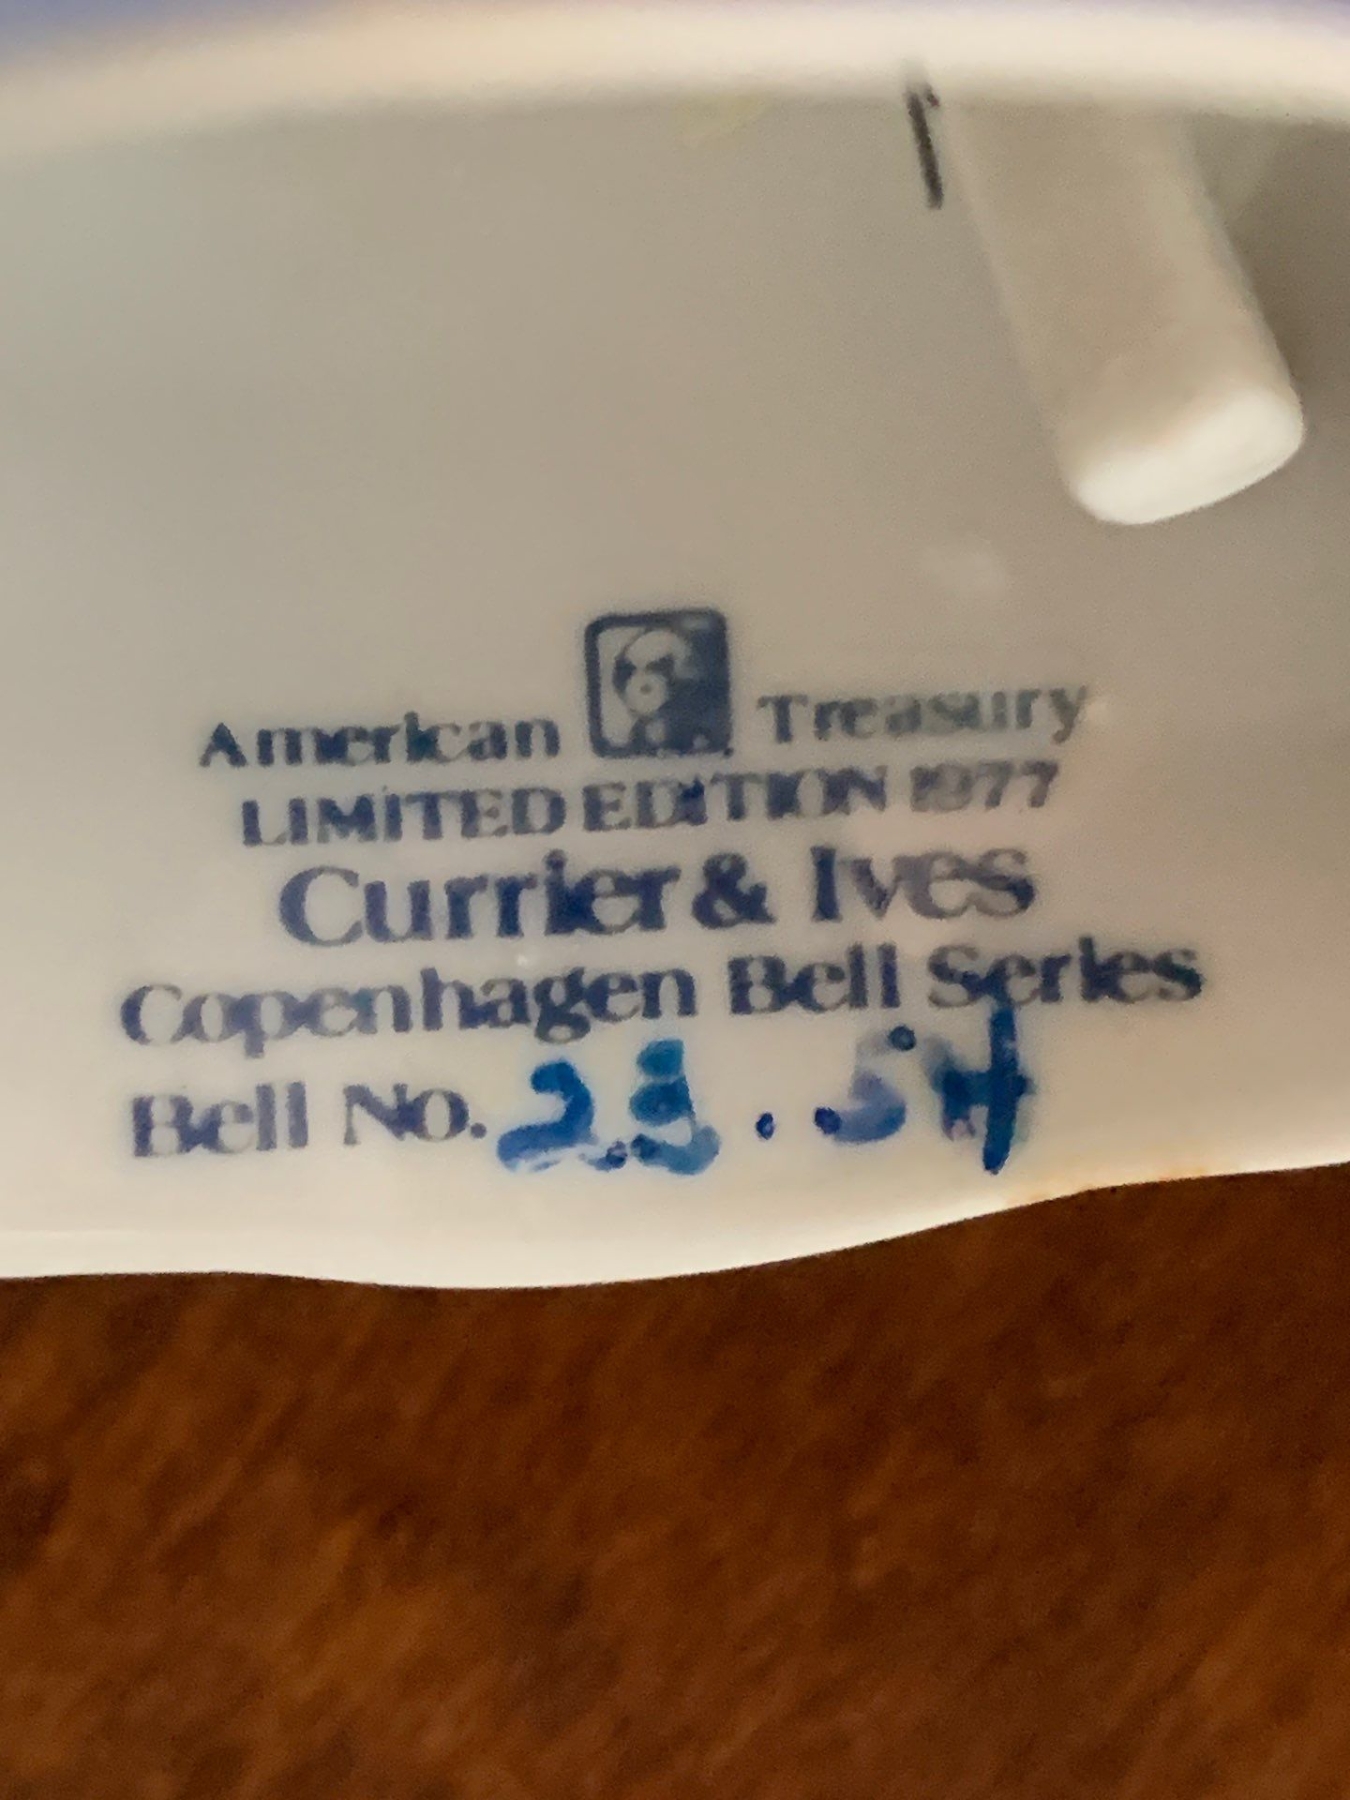 American Treasury
LIMITED EDITION 1977
Currier & Ives
Copenhagen Bell Series
Bell No.